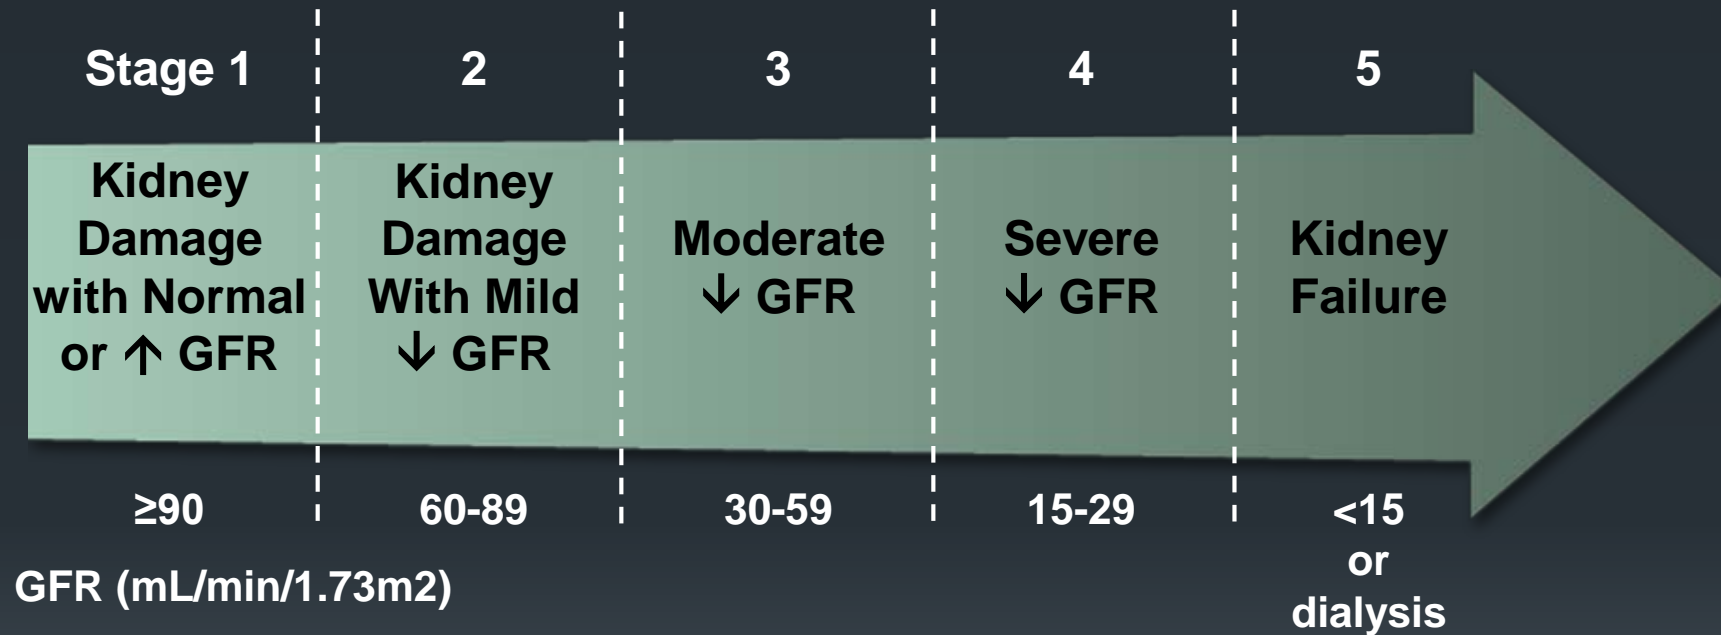 Stage 1
2
3
4
5
Kidney
Damage
with Normal
or ↑ GFR
Kidney
Damage
With Mild
↓ GFR
Moderate
↓ GFR
Severe
↓ GFR
Kidney
Failure
≥90
60-89
30-59
15-29
<15
or
dialysis
GFR (mL/min/1.73m2)